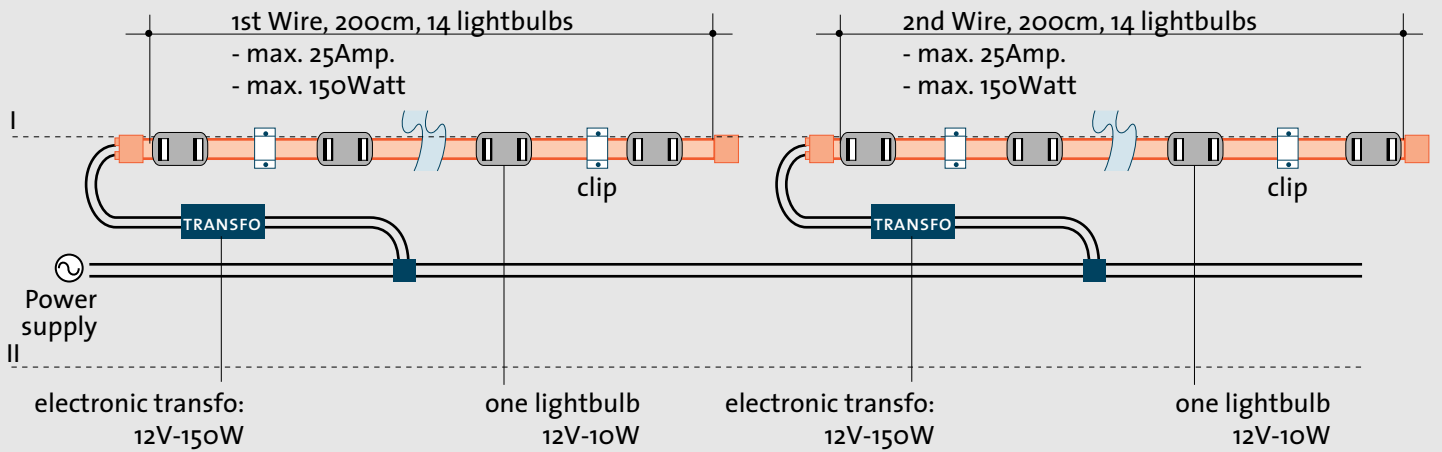 1st Wire, 200cm, 14 lightbulbs
- max. 25Amp.
- max. 150Watt
2nd Wire, 200cm, 14 lightbulbs
- max. 25Amp.
- max. 150Watt
I
clip
clip
TRANSFO
TRANSFO
Power
supply
II
electronic transfo:
12V-150W
one lightbulb
12V-10W
electronic transfo:
12V-150W
one lightbulb
12V-10W